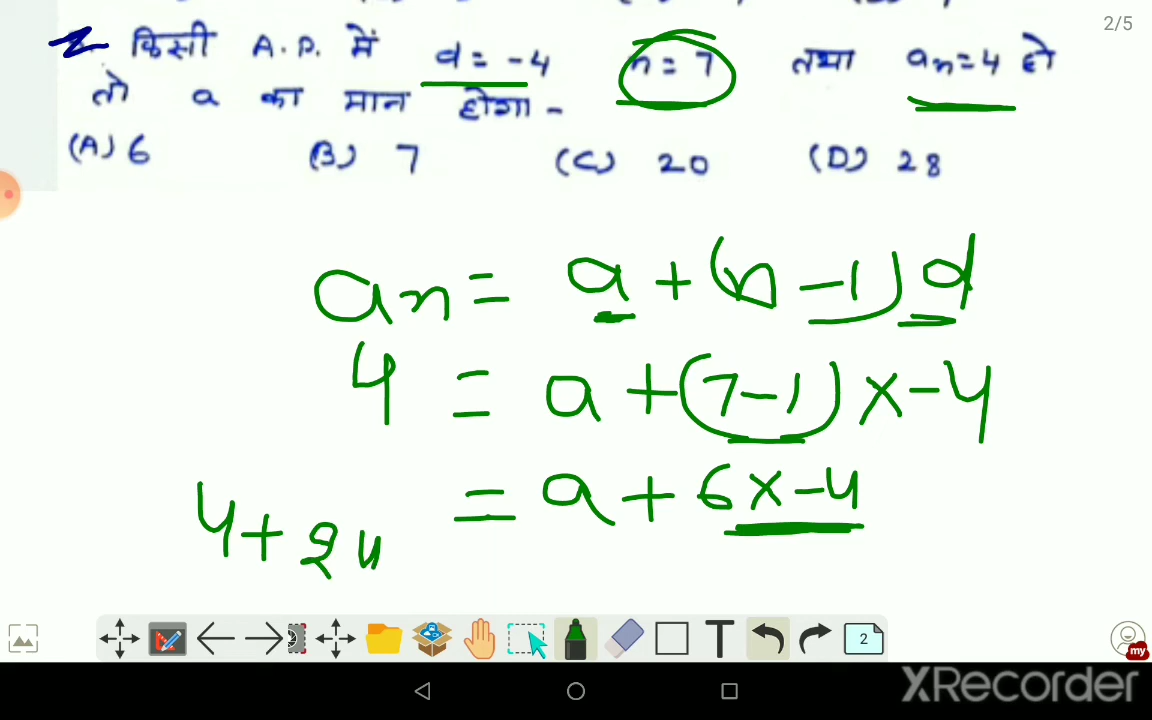 2/5
किसी A.P. में d = -4 n = 7 तथा an = 4 हो
तो a का मान होगा -
(A) 6 (B) 7 (C) 20 (D) 28
an = a + (n - 1) d
4 = a + (7 - 1) x - 4
= a + 6 x - 4
4 + 24
T
2
my
XRecorder